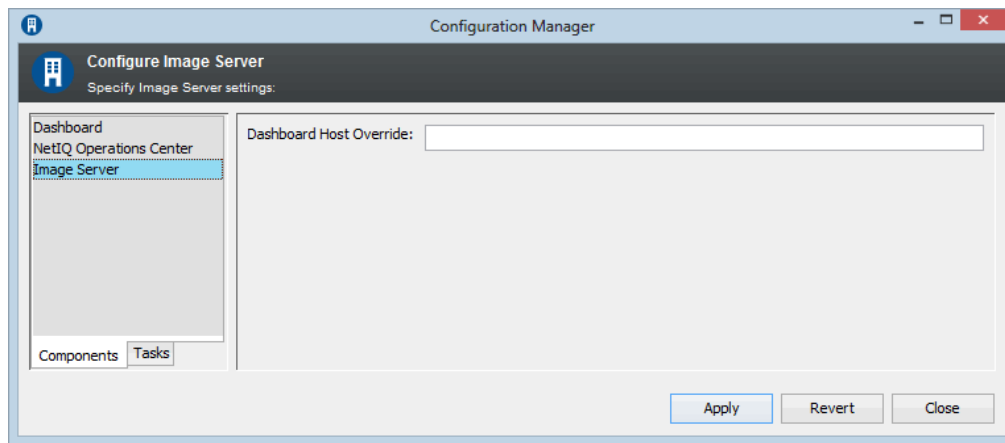 Configuration Manager
Configure Image Server
Specify Image Server settings:
Dashboard
NetIQ Operations Center
Image Server
Dashboard Host Override:
Components
Tasks
Apply
Revert
Close